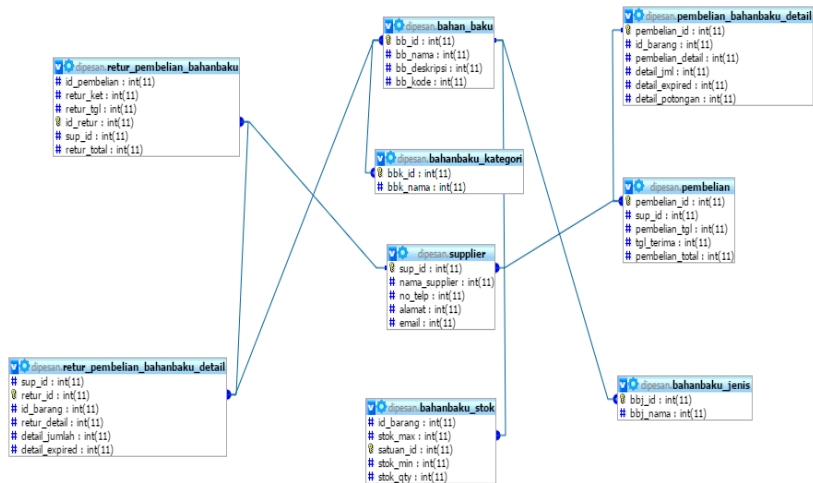 dipesan.retur_pembelian_bahanbaku
id_pembelian : int(11)
retur_ket : int(11)
retur_tgl : int(11)
id_retur : int(11)
sup_id : int(11)
retur_total : int(11)
dipesan.bahan_baku
bb_id : int(11)
bb_nama : int(11)
bb_deskripsi : int(11)
bb_kode : int(11)
dipesan.pembelian_bahanbaku_detail
pembelian_id : int(11)
id_barang : int(11)
pembelian_detail : int(11)
detail_jml : int(11)
detail_expired : int(11)
detail_potongan : int(11)
dipesan.bahanbaku_kategori
bbk_id : int(11)
bbk_nama : int(11)
dipesan.pembelian
pembelian_id : int(11)
sup_id : int(11)
pembelian_tgl : int(11)
tgl_terima : int(11)
pembelian_total : int(11)
dipesan.supplier
sup_id : int(11)
nama_supplier : int(11)
no_telp : int(11)
alamat : int(11)
email : int(11)
dipesan.retur_pembelian_bahanbaku_detail
sup_id : int(11)
retur_id : int(11)
id_barang : int(11)
retur_detail : int(11)
detail_jumlah : int(11)
detail_expired : int(11)
dipesan.bahanbaku_stok
id_barang : int(11)
stok_max : int(11)
satuan_id : int(11)
stok_min : int(11)
stok_qty : int(11)
dipesan.bahanbaku_jenis
bbj_id : int(11)
bbj_nama : int(11)